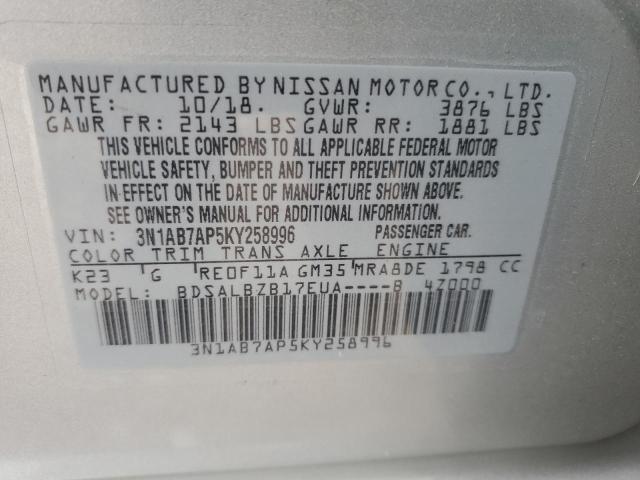 MANUFACTURED BY NISSAN MOTOR CO., LTD.
DATE: 10/18. GVWR: 3876 LBS
GAWR FR: 2143 LBS GAWR RR: 1881 LBS
THIS VEHICLE CONFORMS TO ALL APPLICABLE FEDERAL MOTOR
VEHICLE SAFETY, BUMPER AND THEFT PREVENTION STANDARDS
IN EFFECT ON THE DATE OF MANUFACTURE SHOWN ABOVE.
SEE OWNER'S MANUAL FOR ADDITIONAL INFORMATION.
VIN: 3N1AB7AP5KY258996 PASSENGER CAR.
COLOR TRIM TRANS AXLE ENGINE
K23 G RE0F11A GM35 MRA8DE 1798 CC
MODEL: BDSALBZB17EUA----B 4Z000
3N1AB7AP5KY258996